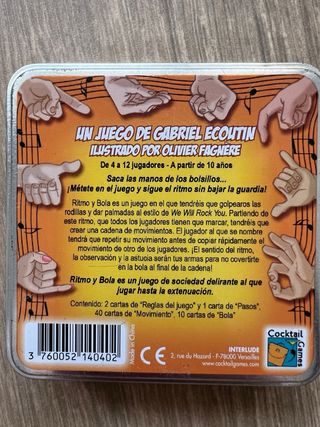 UN JUEGO DE GABRIEL ECOUTIN
ILUSTRADO POR OLIVIER FAGNERE
De 4 a 12 jugadores - A partir de 10 años
Saca las manos de los bolsillos...
¡Métete en el juego y sigue el ritmo sin bajar la guardia!
Ritmo y Bola es un juego en el que tendréis que golpearos las
rodillas y dar palmadas al estilo de We Will Rock You. Partiendo de
este ritmo, que todos los jugadores tienen que marcar, tendréis que
crear una cadena de movimientos. El jugador al que se nombre
tendrá que repetir su movimiento antes de copiar rápidamente el
movimiento de otro de los jugadores. ¡El sentido del ritmo,
la observación y la astucia serán tus armas para no convertirte
en la bola al final de la cadena!
Ritmo y Bola es un juego de sociedad delirante al que
jugar hasta la extenuación.
Contenido: 2 cartas de "Reglas del juego" y 1 carta de "Pasos",
40 cartas de "Movimiento", 10 cartas de "Bola"
3 760052 140402
Made in China
CE
INTERLUDE
2, rue du Hazard - F-78000 Versailles
www.cocktailgames.com
Cocktail
Games